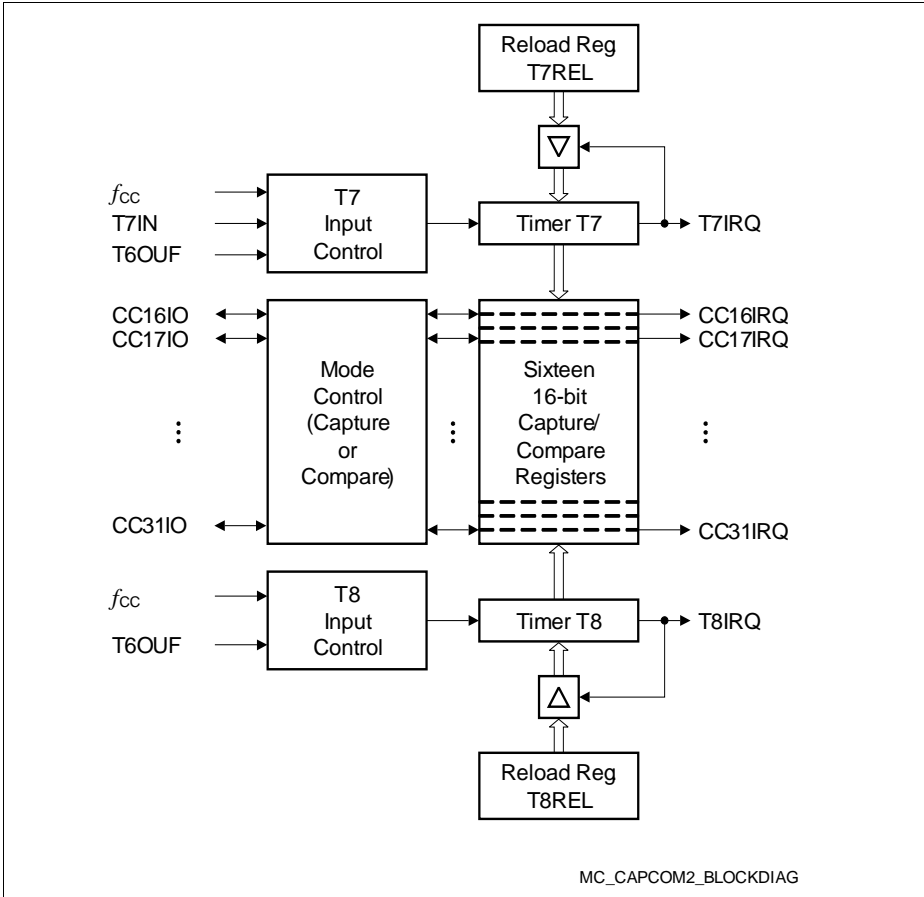 Reload Reg.
T7REL
fCC
T7IN
T6OUF
T7
Input
Control
Timer T7
T7IRQ
CC16IO
CC17IO
CC31IO
Mode
Control
(Capture
or
Compare)
Sixteen
16-bit
Capture/
Compare
Registers
CC16IRQ
CC17IRQ
CC31IRQ
fCC
T6OUF
T8
Input
Control
Timer T8
T8IRQ
Reload Reg.
T8REL
MC_CAPCOM2_BLOCKDIAG